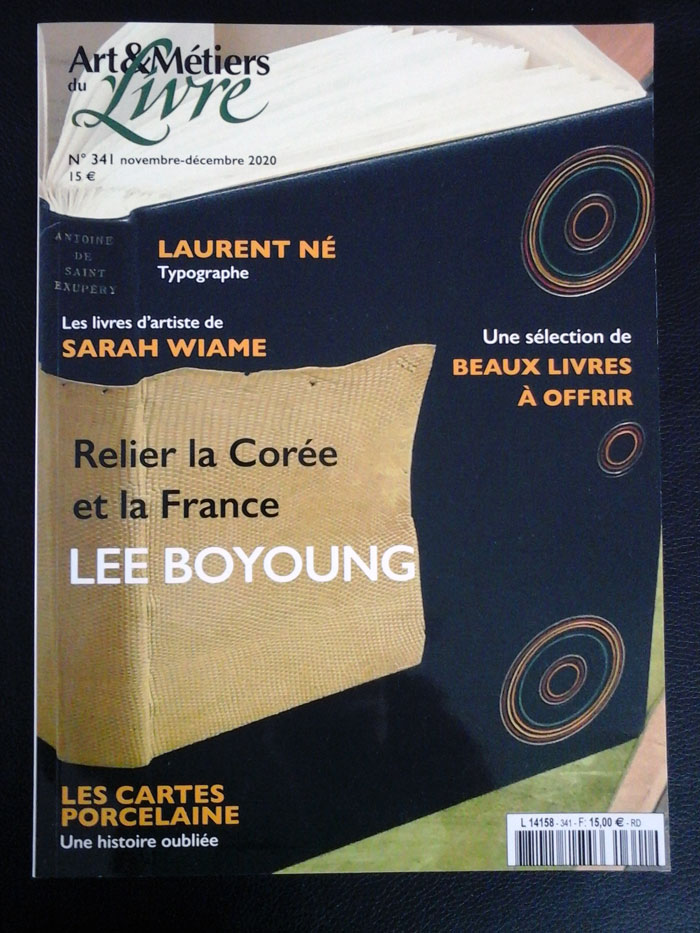 Art&Métiers
du Livre
N° 341 novembre-décembre 2020
15 €
ANTOINE
DE
SAINT
EXUPÉRY
LAURENT NÉ
Typographe
Les livres d'artiste de
SARAH WIAME
Une sélection de
BEAUX LIVRES
À OFFRIR
Relier la Corée
et la France
LEE BOYOUNG
LES CARTES
PORCELAINE
Une histoire oubliée
L 14158 - 341 - F: 15,00 € - RD